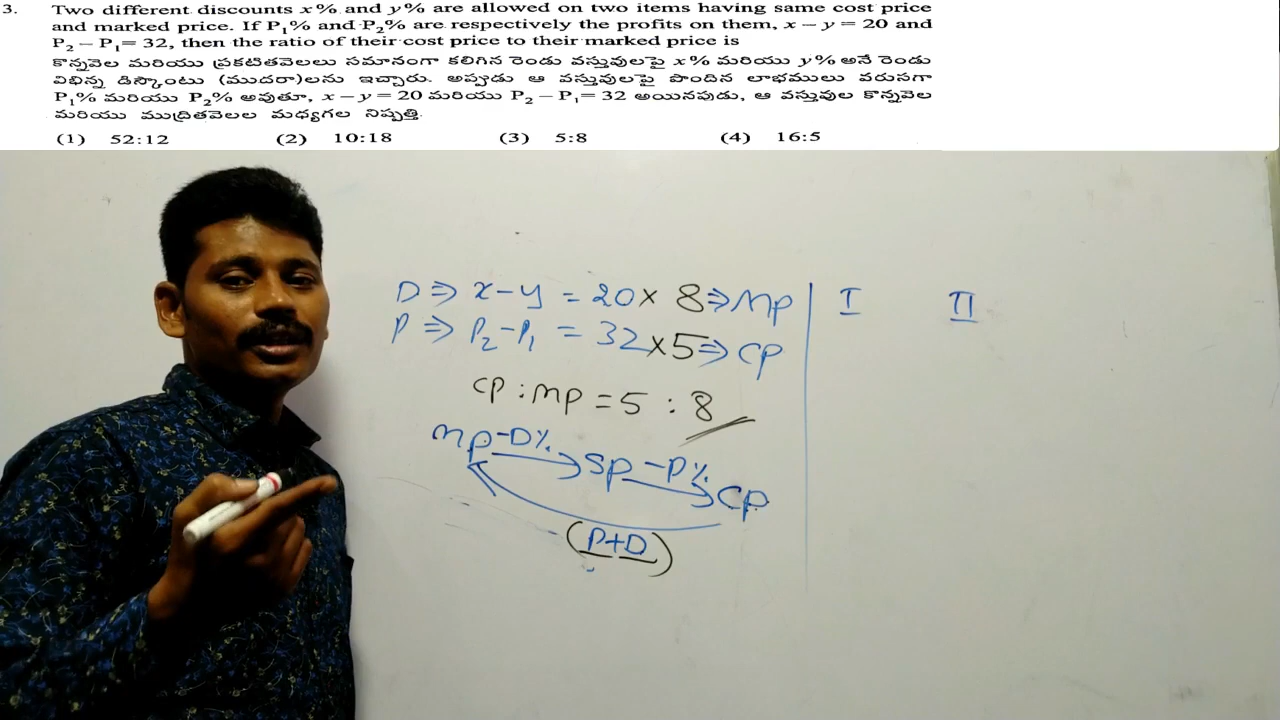 3. Two different discounts x% and y% are allowed on two items having same cost price
and marked price. If P₁% and P₂% are respectively the profits on them, x – y = 20 and
P₂ – P₁= 32, then the ratio of their cost price to their marked price is
కొన్నవెల మరియు ప్రకటితవెలలు సమానంగా కలిగిన రెండు వస్తువులపై x% మరియు y% అనే రెండు
విభిన్న డిస్కౌంటు (ముదరా)లను ఇచ్చారు. అప్పుడు ఆ వస్తువులపై పొందిన లాభములు వరుసగా
P₁% మరియు P₂% అవుతూ, x – y = 20 మరియు P₂ – P₁= 32 అయినపుడు, ఆ వస్తువుల కొన్నవెల
మరియు ముద్రితవెలల మధ్యగల నిష్పత్తి.
(1) 52:12 (2) 10:18 (3) 5:8 (4) 16:5
D ⇒ x-y = 20 × 8 ⇒ MP I II
P ⇒ P₂-P₁ = 32 × 5 ⇒ CP
CP : MP = 5 : 8
MP -D% SP -P% CP
(P+D)